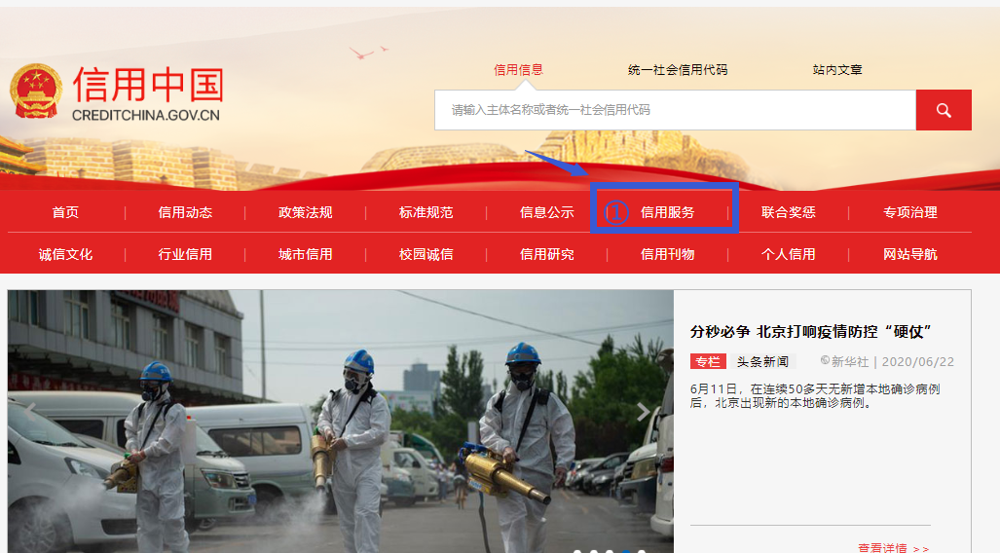 信用信息 统一社会信用代码 站内文章
信用中国
CREDITCHINA.GOV.CN
请输入主体名称或者统一社会信用代码
首页 | 信用动态 | 政策法规 | 标准规范 | 信息公示 ① 信用服务 | 联合奖惩 | 专项治理
诚信文化 | 行业信用 | 城市信用 | 校园诚信 | 信用研究 | 信用刊物 | 个人信用 | 网站导航
分秒必争 北京打响疫情防控“硬仗”
专栏 头条新闻 新华社 | 2020/06/22
6月11日，在连续50多天无新增本地确诊病例
后，北京出现新的本地确诊病例。
查看详情 >>